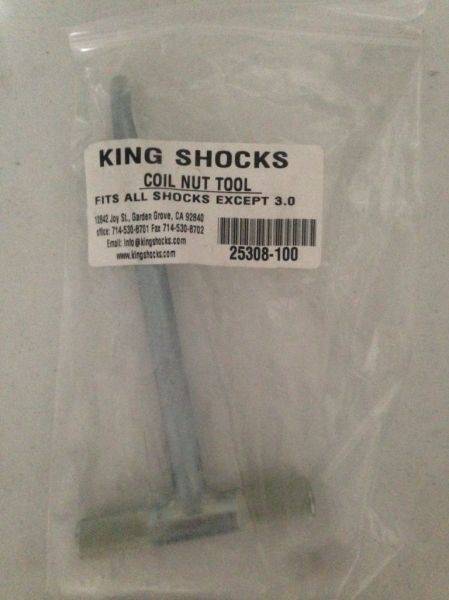 KING SHOCKS
COIL NUT TOOL
FITS ALL SHOCKS EXCEPT 3.0
12842 Joy St., Garden Grove, CA 92840
office: 714-530-8701 Fax 714-530-8702
Email: info@kingshocks.com
www.kingshocks.com
25308-100